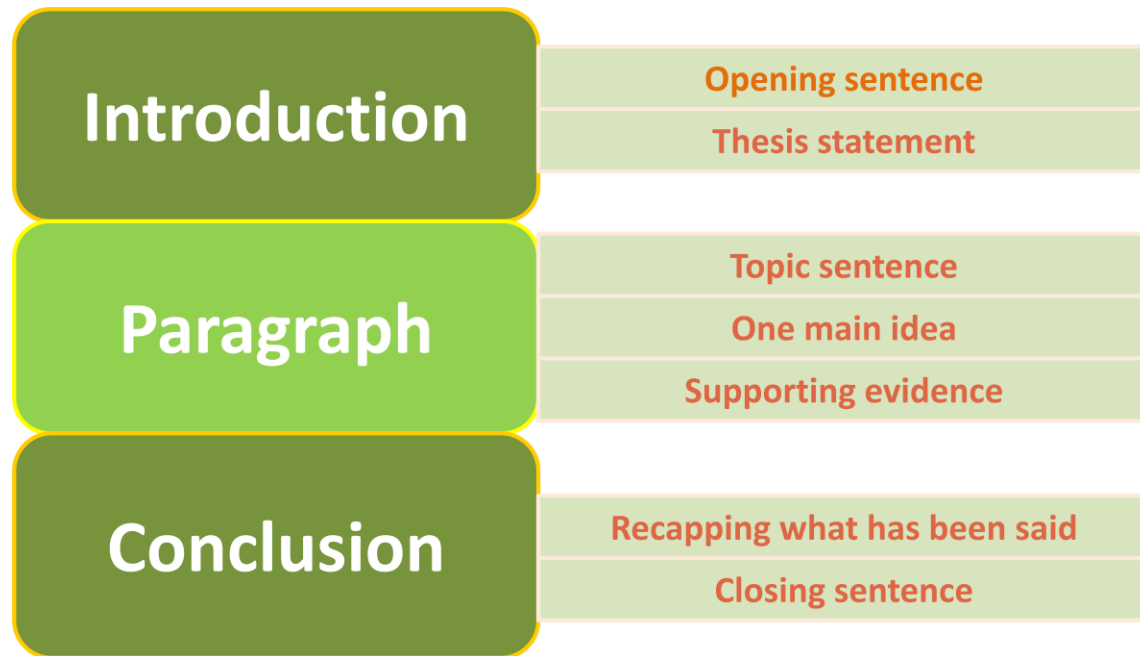 Introduction
Opening sentence
Thesis statement
Paragraph
Topic sentence
One main idea
Supporting evidence
Conclusion
Recapping what has been said
Closing sentence